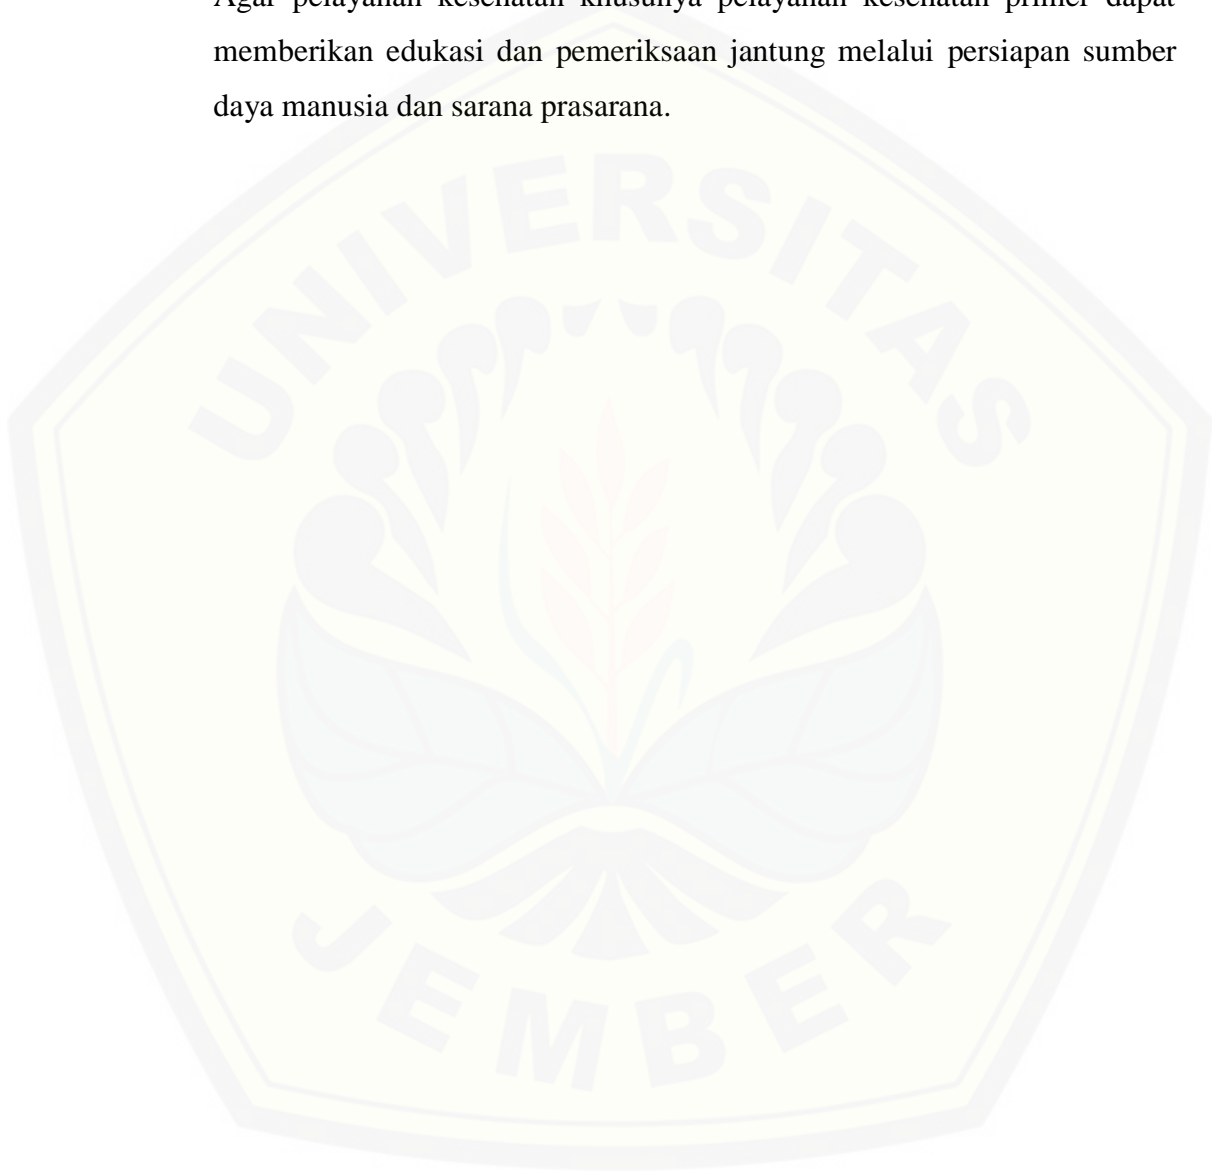 Agar pelayanan kesehatan khusunya pelayanan kesehatan primer dapat
memberikan edukasi dan pemeriksaan jantung melalui persiapan sumber
daya manusia dan sarana prasarana.
UNIVERSITAS
JEMBER